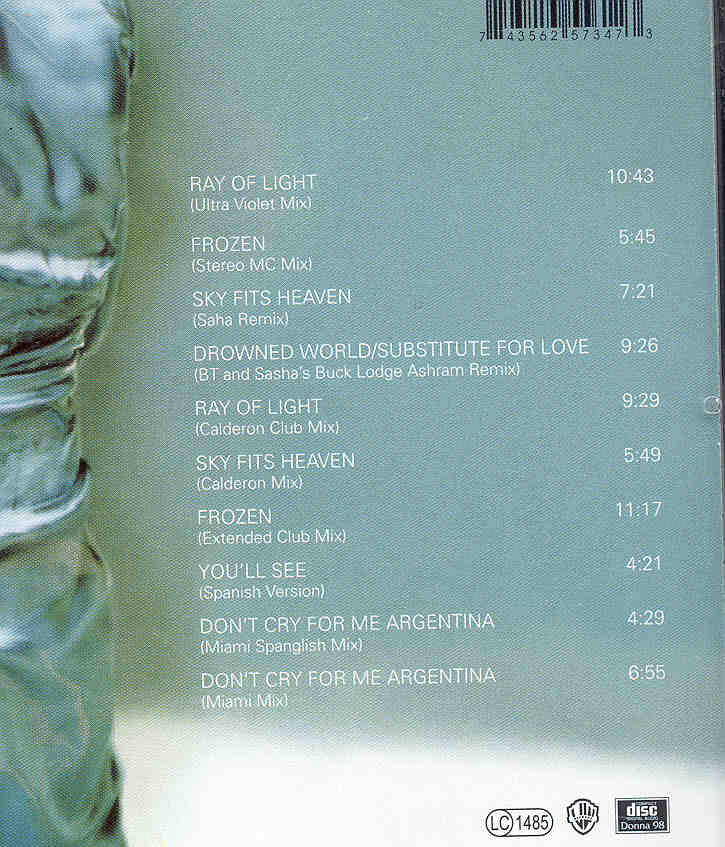 7 43562 57347 3
RAY OF LIGHT 10:43
(Ultra Violet Mix)
FROZEN 5:45
(Stereo MC Mix)
SKY FITS HEAVEN 7:21
(Saha Remix)
DROWNED WORLD/SUBSTITUTE FOR LOVE 9:26
(BT and Sasha's Buck Lodge Ashram Remix)
RAY OF LIGHT 9:29
(Calderon Club Mix)
SKY FITS HEAVEN 5:49
(Calderon Mix)
FROZEN 11:17
(Extended Club Mix)
YOU'LL SEE 4:21
(Spanish Version)
DON'T CRY FOR ME ARGENTINA 4:29
(Miami Spanglish Mix)
DON'T CRY FOR ME ARGENTINA 6:55
(Miami Mix)
LC 1485
COMPACT
disc
DIGITAL AUDIO
Donna 98